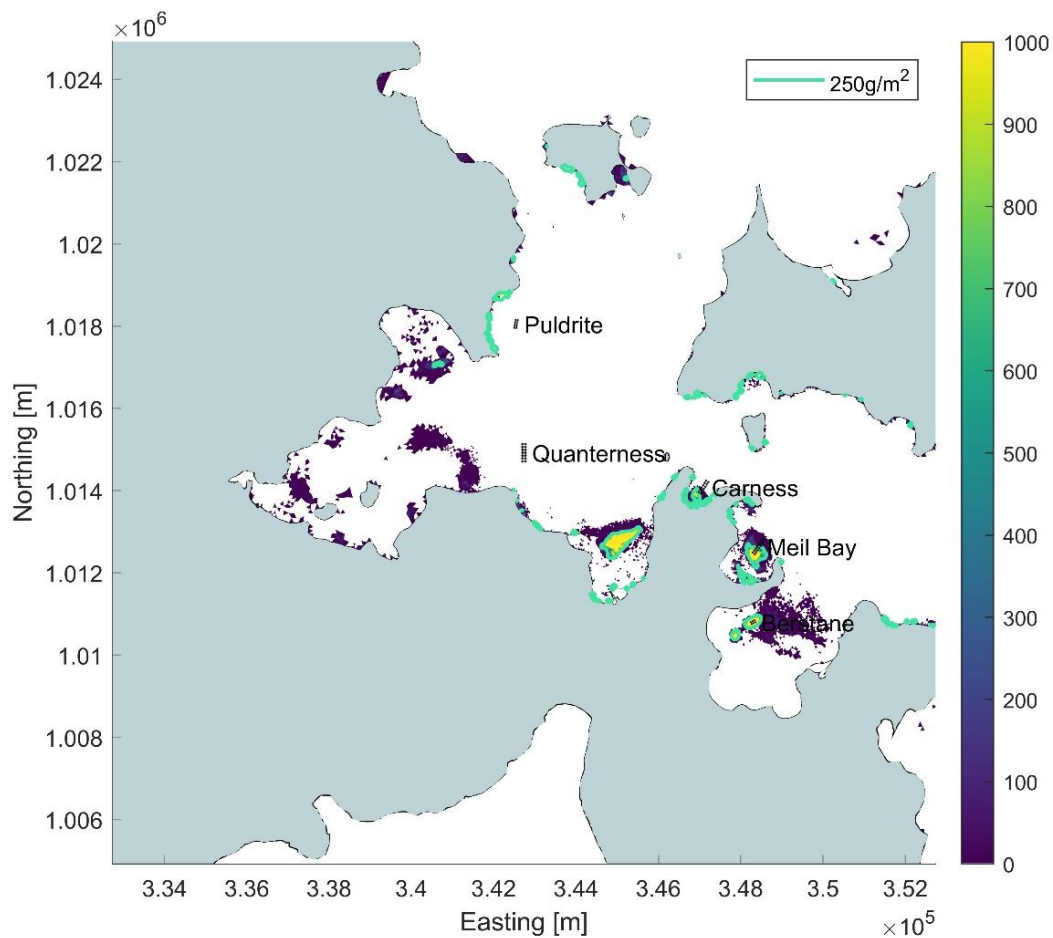 ×10^6
1.024
1.022
1.02
1.018
1.016
1.014
1.012
1.01
1.008
1.006
Northing [m]
250g/m^2
Puldrite
Quanterness
Carness
Meil Bay
Berstane
3.34 3.36 3.38 3.4 3.42 3.44 3.46 3.48 3.5 3.52
Easting [m]
×10^5
1000
900
800
700
600
500
400
300
200
100
0